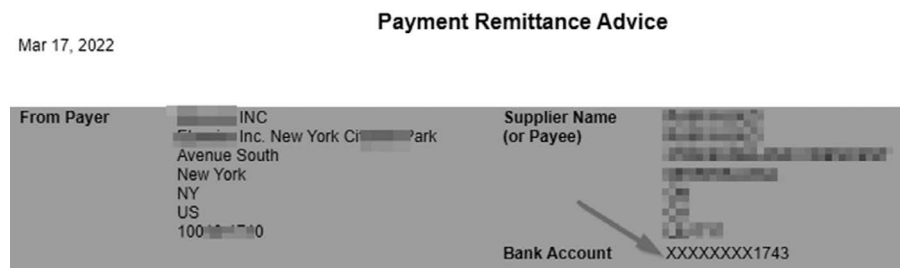 Payment Remittance Advice
Mar 17, 2022
From Payer
INC
Inc. New York Park
Avenue South
New York
NY
US
Supplier Name
(or Payee)
Bank Account XXXXXXXX1743